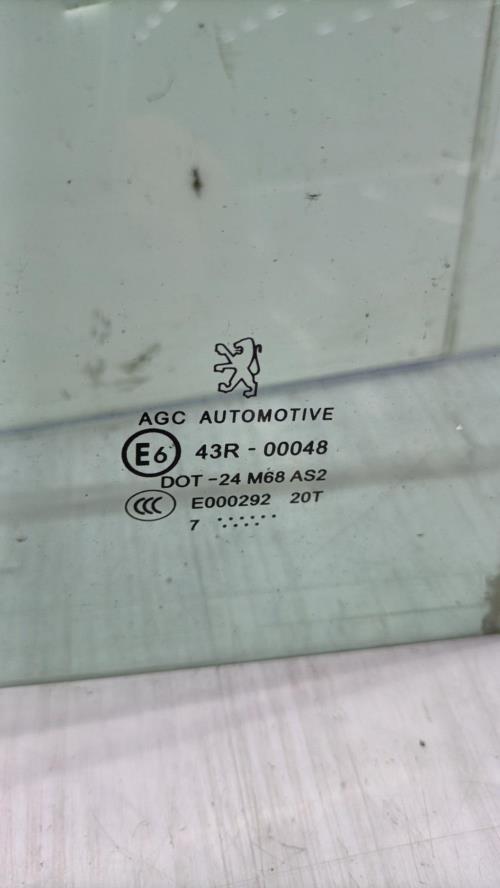 AGC AUTOMOTIVE
E6 43R - 00048
DOT -24 M68 AS2
CCC E000292 20T
7